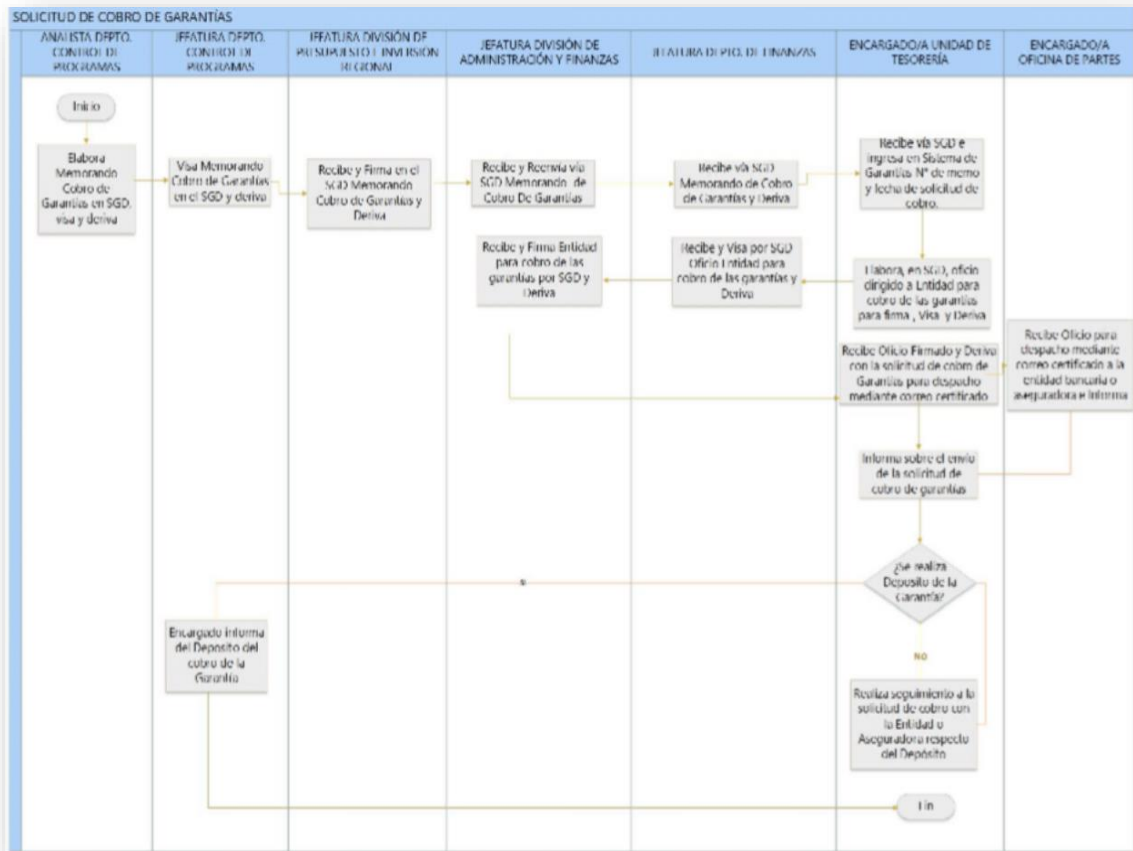 SOLICITUD DE COBRO DE GARANTÍAS
ANALISTA DEPTO.
CONTROL DE
PROGRAMAS
JEFATURA DEPTO.
CONTROL DE
PROGRAMAS
JEFATURA DIVISIÓN DE
PRESUPUESTO E INVERSIÓN
REGIONAL
JEFATURA DIVISIÓN DE
ADMINISTRACIÓN Y FINANZAS
JEFATURA DEPTO. DE FINANZAS
ENCARGADO/A UNIDAD DE
TESORERÍA
ENCARGADO/A
OFICINA DE PARTES
Inicio
Elabora
Memorando
Cobro de
Garantías en SGD,
visa y deriva
Visa Memorando
Cobro de Garantías
en el SGD y deriva
Recibe y Firma en el
SGD Memorando
Cobro de Garantías y
Deriva
Recibe y Reenvía vía
SGD Memorando de
Cobro De Garantías
Recibe vía SGD
Memorando de Cobro
de Garantías y Deriva
Recibe vía SGD e
ingresa en Sistema de
Garantías N° de memo
y fecha de solicitud de
cobro.
Recibe y Firma Entidad
para cobro de las
garantías por SGD y
Deriva
Recibe y Visa por SGD
Oficio Entidad para
cobro de las garantías y
Deriva
Elabora, en SGD, oficio
dirigido a Entidad para
cobro de las garantías
para firma , Visa y Deriva
Recibe Oficio Firmado y Deriva
con la solicitud de cobro de
Garantías para despacho
mediante correo certificado
Recibe Oficio para
despacho mediante
correo certificado a la
entidad bancaria o
aseguradora e Informa
Informa sobre el envío
de la solicitud de
cobro de garantías
¿Se realiza
Deposito de la
Garantía?
NO
Encargado informa
del Deposito del
cobro de la
Garantía
Realiza seguimiento a la
solicitud de cobro con
la Entidad o
Aseguradora respecto
del Depósito
Fin